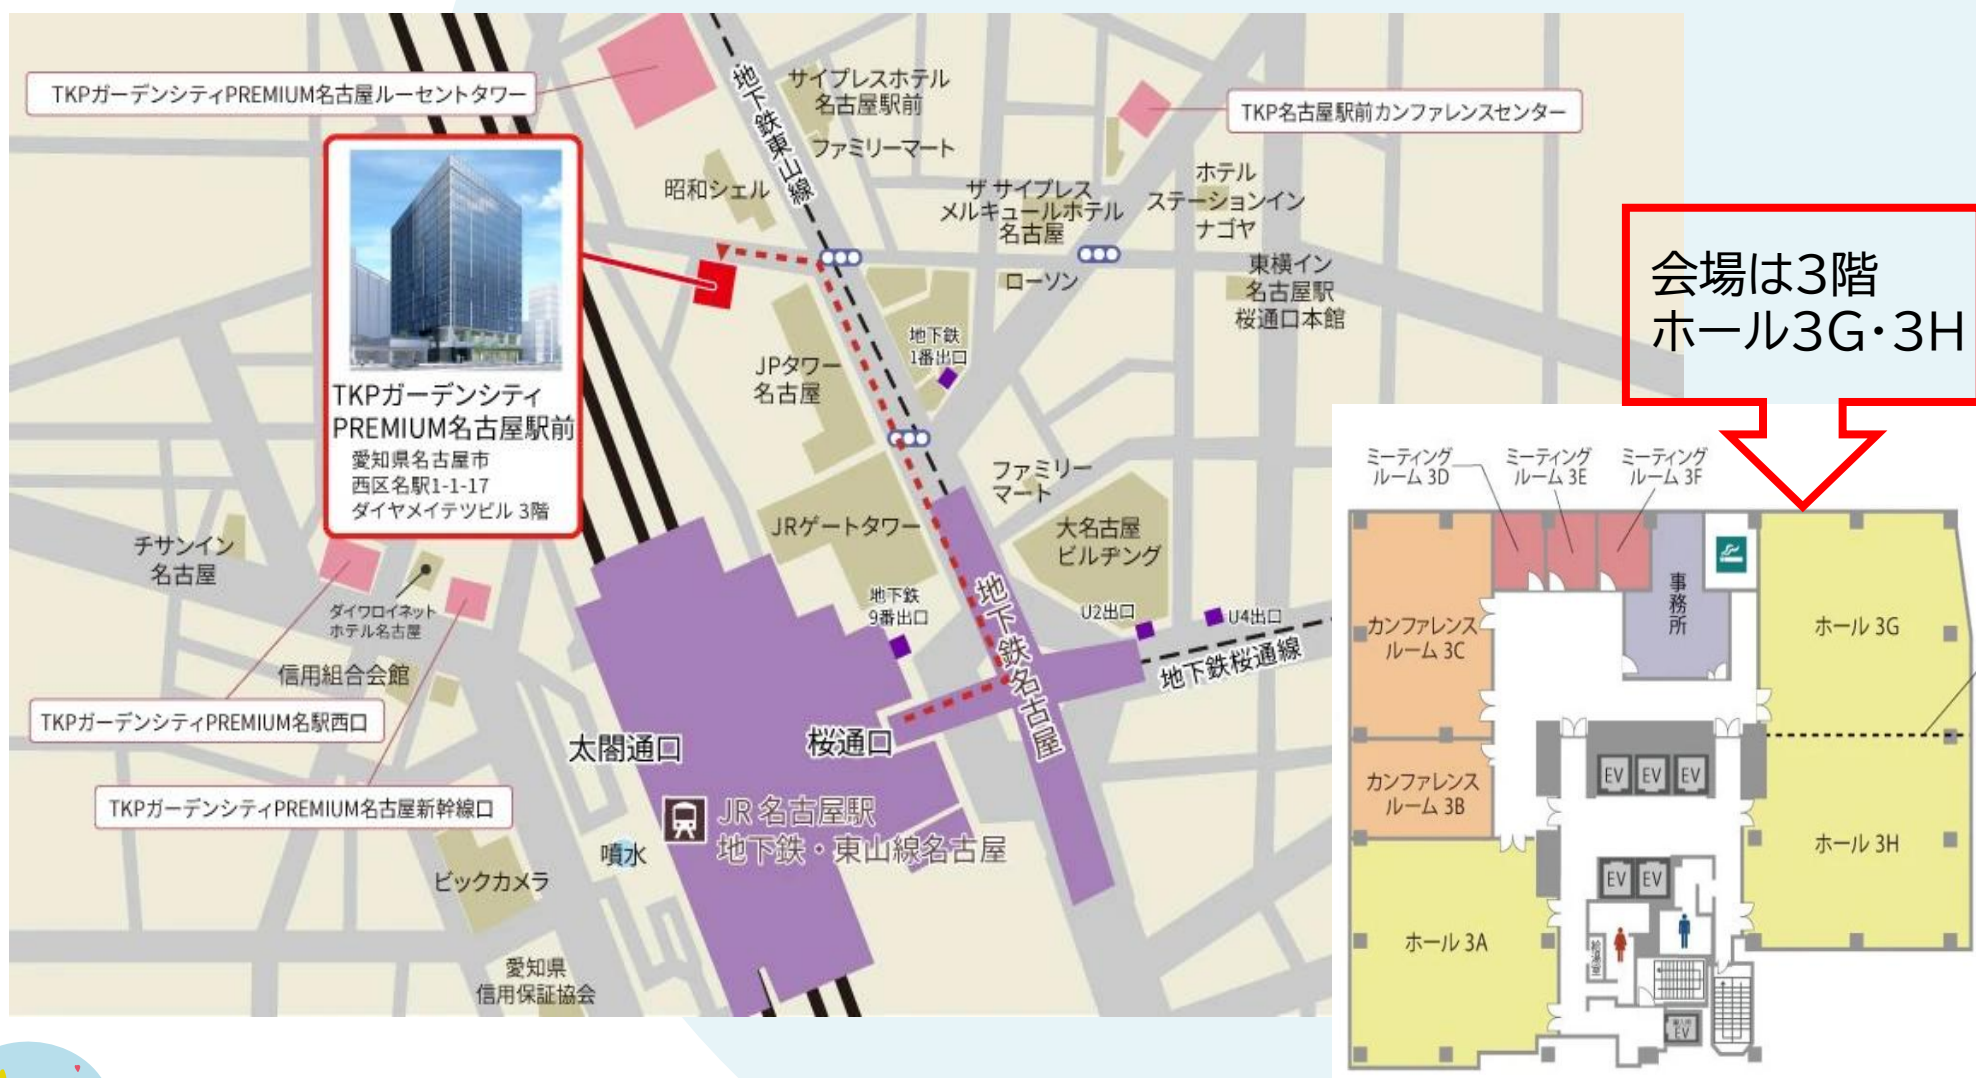 TKPガーデンシティPREMIUM名古屋ルーセントタワー
TKPガーデンシティ
PREMIUM名古屋駅前
愛知県名古屋市
西区名駅1-1-17
ダイヤメイテツビル 3階
地下鉄東山線
サイプレスホテル
名古屋駅前
ファミリーマート
昭和シェル
TKP名古屋駅前カンファレンスセンター
ザ サイプレス
メルキュールホテル
名古屋
ホテル
ステーションイン
ナゴヤ
ローソン
東横イン
名古屋駅
桜通口本館
地下鉄
1番出口
JPタワー
名古屋
ファミリー
マート
JRゲートタワー
大名古屋
ビルヂング
チサンイン
名古屋
ダイワロイネット
ホテル名古屋
地下鉄
9番出口
U2出口
U4出口
地下鉄桜通線
地下鉄名古屋
信用組合会館
TKPガーデンシティPREMIUM名駅西口
TKPガーデンシティPREMIUM名古屋新幹線口
太閤通口
桜通口
JR 名古屋駅
地下鉄・東山線名古屋
噴水
ビックカメラ
愛知県
信用保証協会
会場は3階
ホール3G・3H
ミーティング
ルーム 3D
ミーティング
ルーム 3E
ミーティング
ルーム 3F
カンファレンス
ルーム 3C
事務所
ホール 3G
カンファレンス
ルーム 3B
EV
EV
EV
ホール 3H
EV
EV
ホール 3A
給湯室
EV